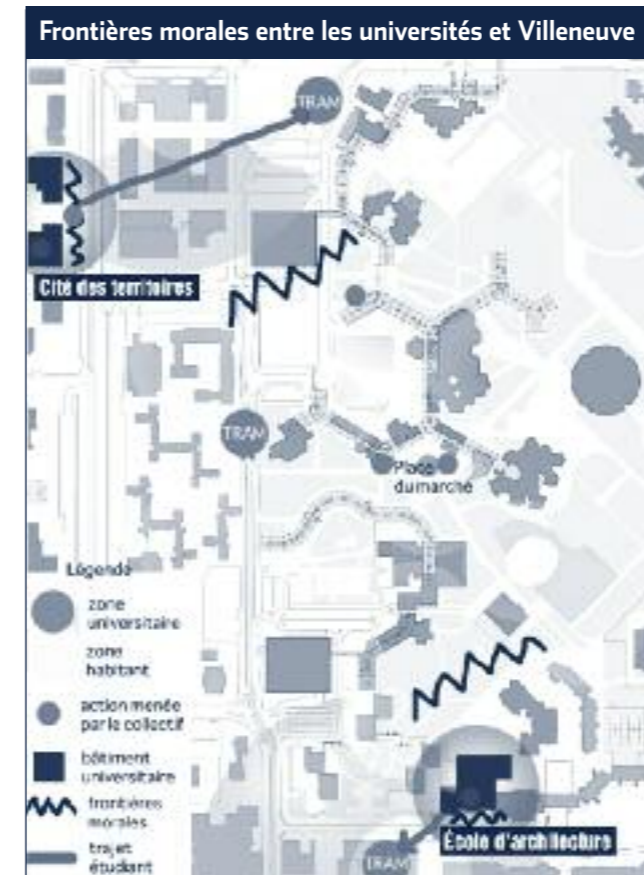 Frontières morales entre les universités et Villeneuve
TRAM
Cité des territoires
TRAM
Place
du marché
Légende
zone
universitaire
zone
habitant
action menée
par le collectif
bâtiment
universitaire
frontières
morales
trajet
étudiant
École d'architecture
TRAM